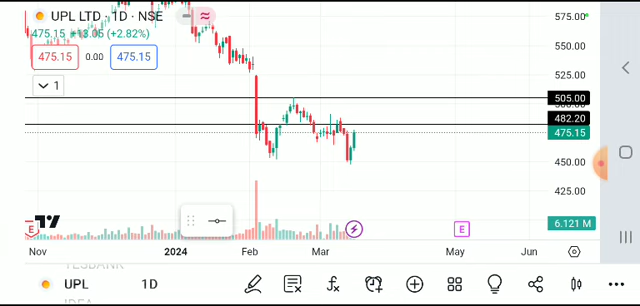 UPL LTD · 1D · NSE
475.15 +13.05 (+2.82%)
475.15 0.00 475.15
1
575.00
550.00
525.00
505.00
482.20
475.15
450.00
425.00
6.121 M
E
E
Nov 2024 Feb Mar May Jun
YESBANK
UPL 1D
IDEA